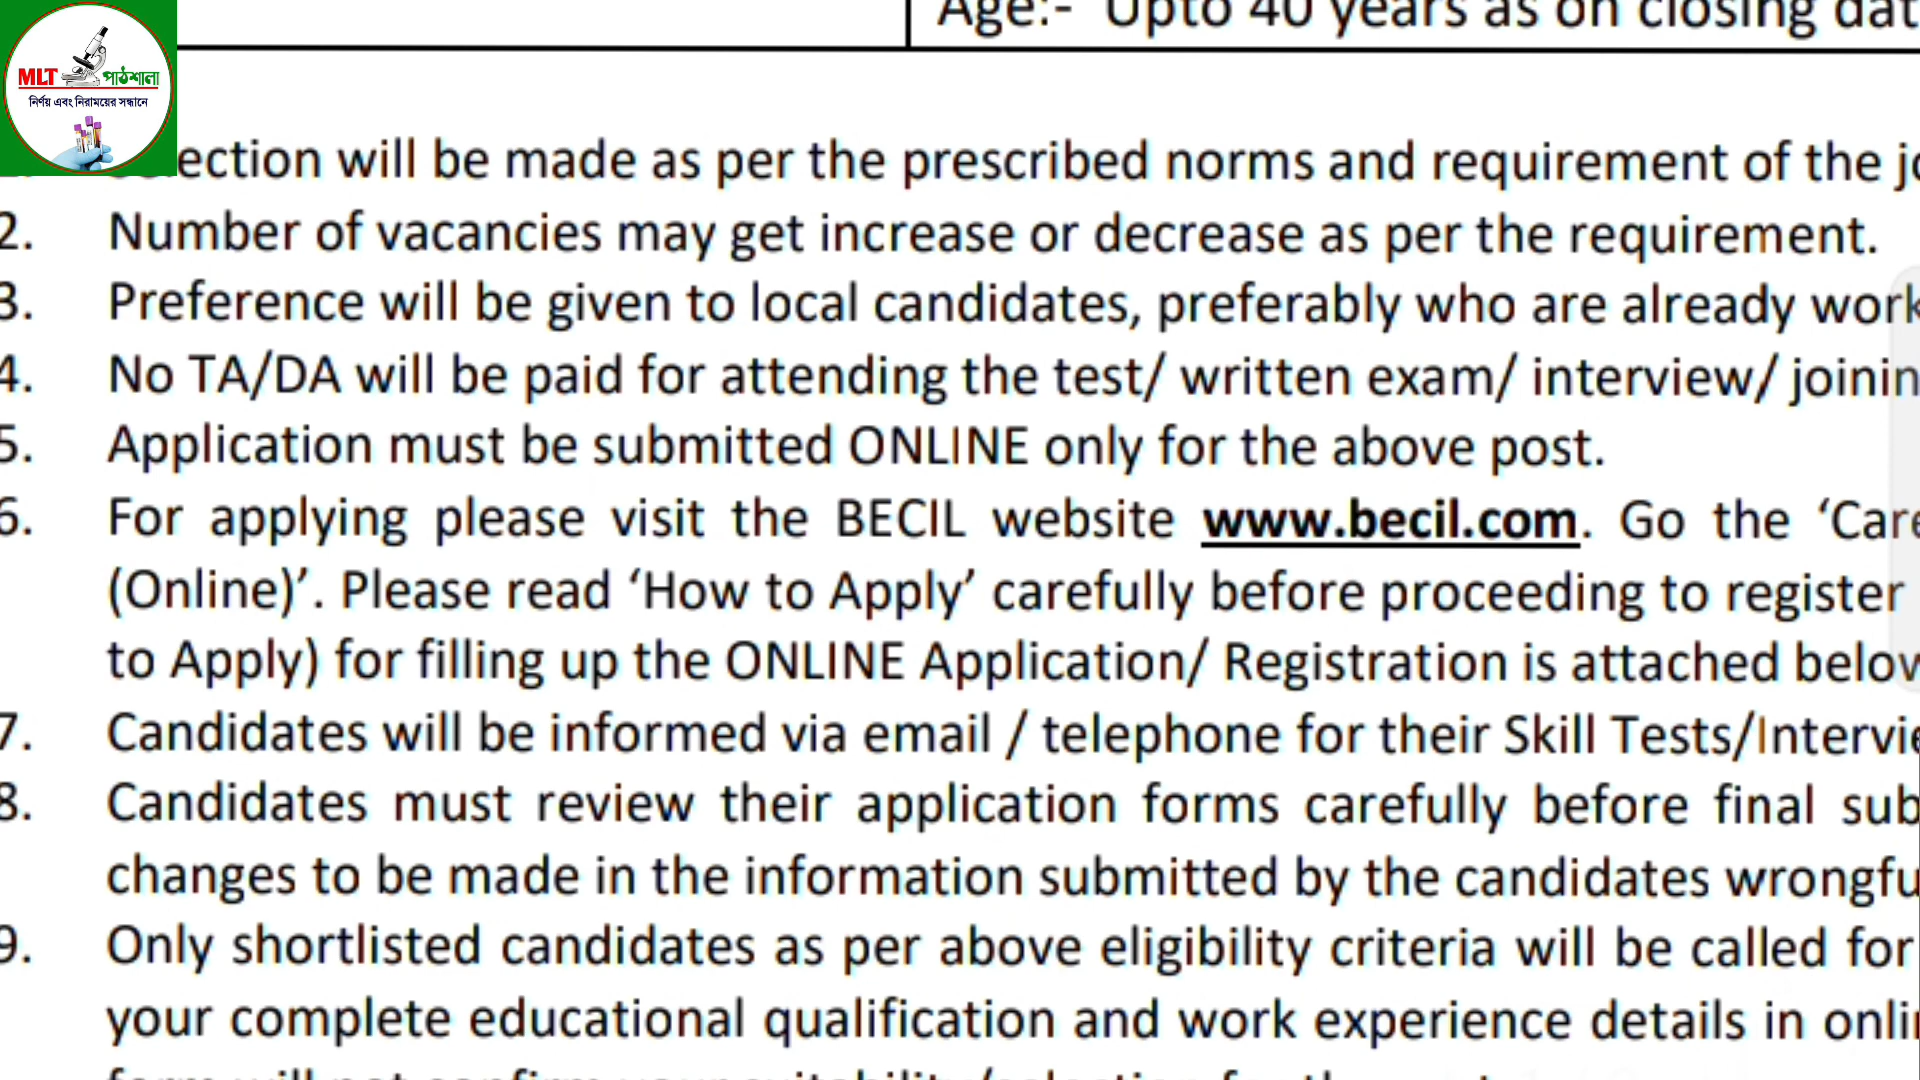 Age:- Upto 40 years as on closing dat
MLT পাঠশালা
নির্ণয় এবং নিরাময়ের সন্ধানে
ection will be made as per the prescribed norms and requirement of the jo
2. Number of vacancies may get increase or decrease as per the requirement.
3. Preference will be given to local candidates, preferably who are already work
4. No TA/DA will be paid for attending the test/ written exam/ interview/ joinin
5. Application must be submitted ONLINE only for the above post.
6. For applying please visit the BECIL website www.becil.com. Go the ‘Care
(Online)’. Please read ‘How to Apply’ carefully before proceeding to register
to Apply) for filling up the ONLINE Application/ Registration is attached below
7. Candidates will be informed via email / telephone for their Skill Tests/Intervie
8. Candidates must review their application forms carefully before final sub
changes to be made in the information submitted by the candidates wrongfu
9. Only shortlisted candidates as per above eligibility criteria will be called for
your complete educational qualification and work experience details in onlin